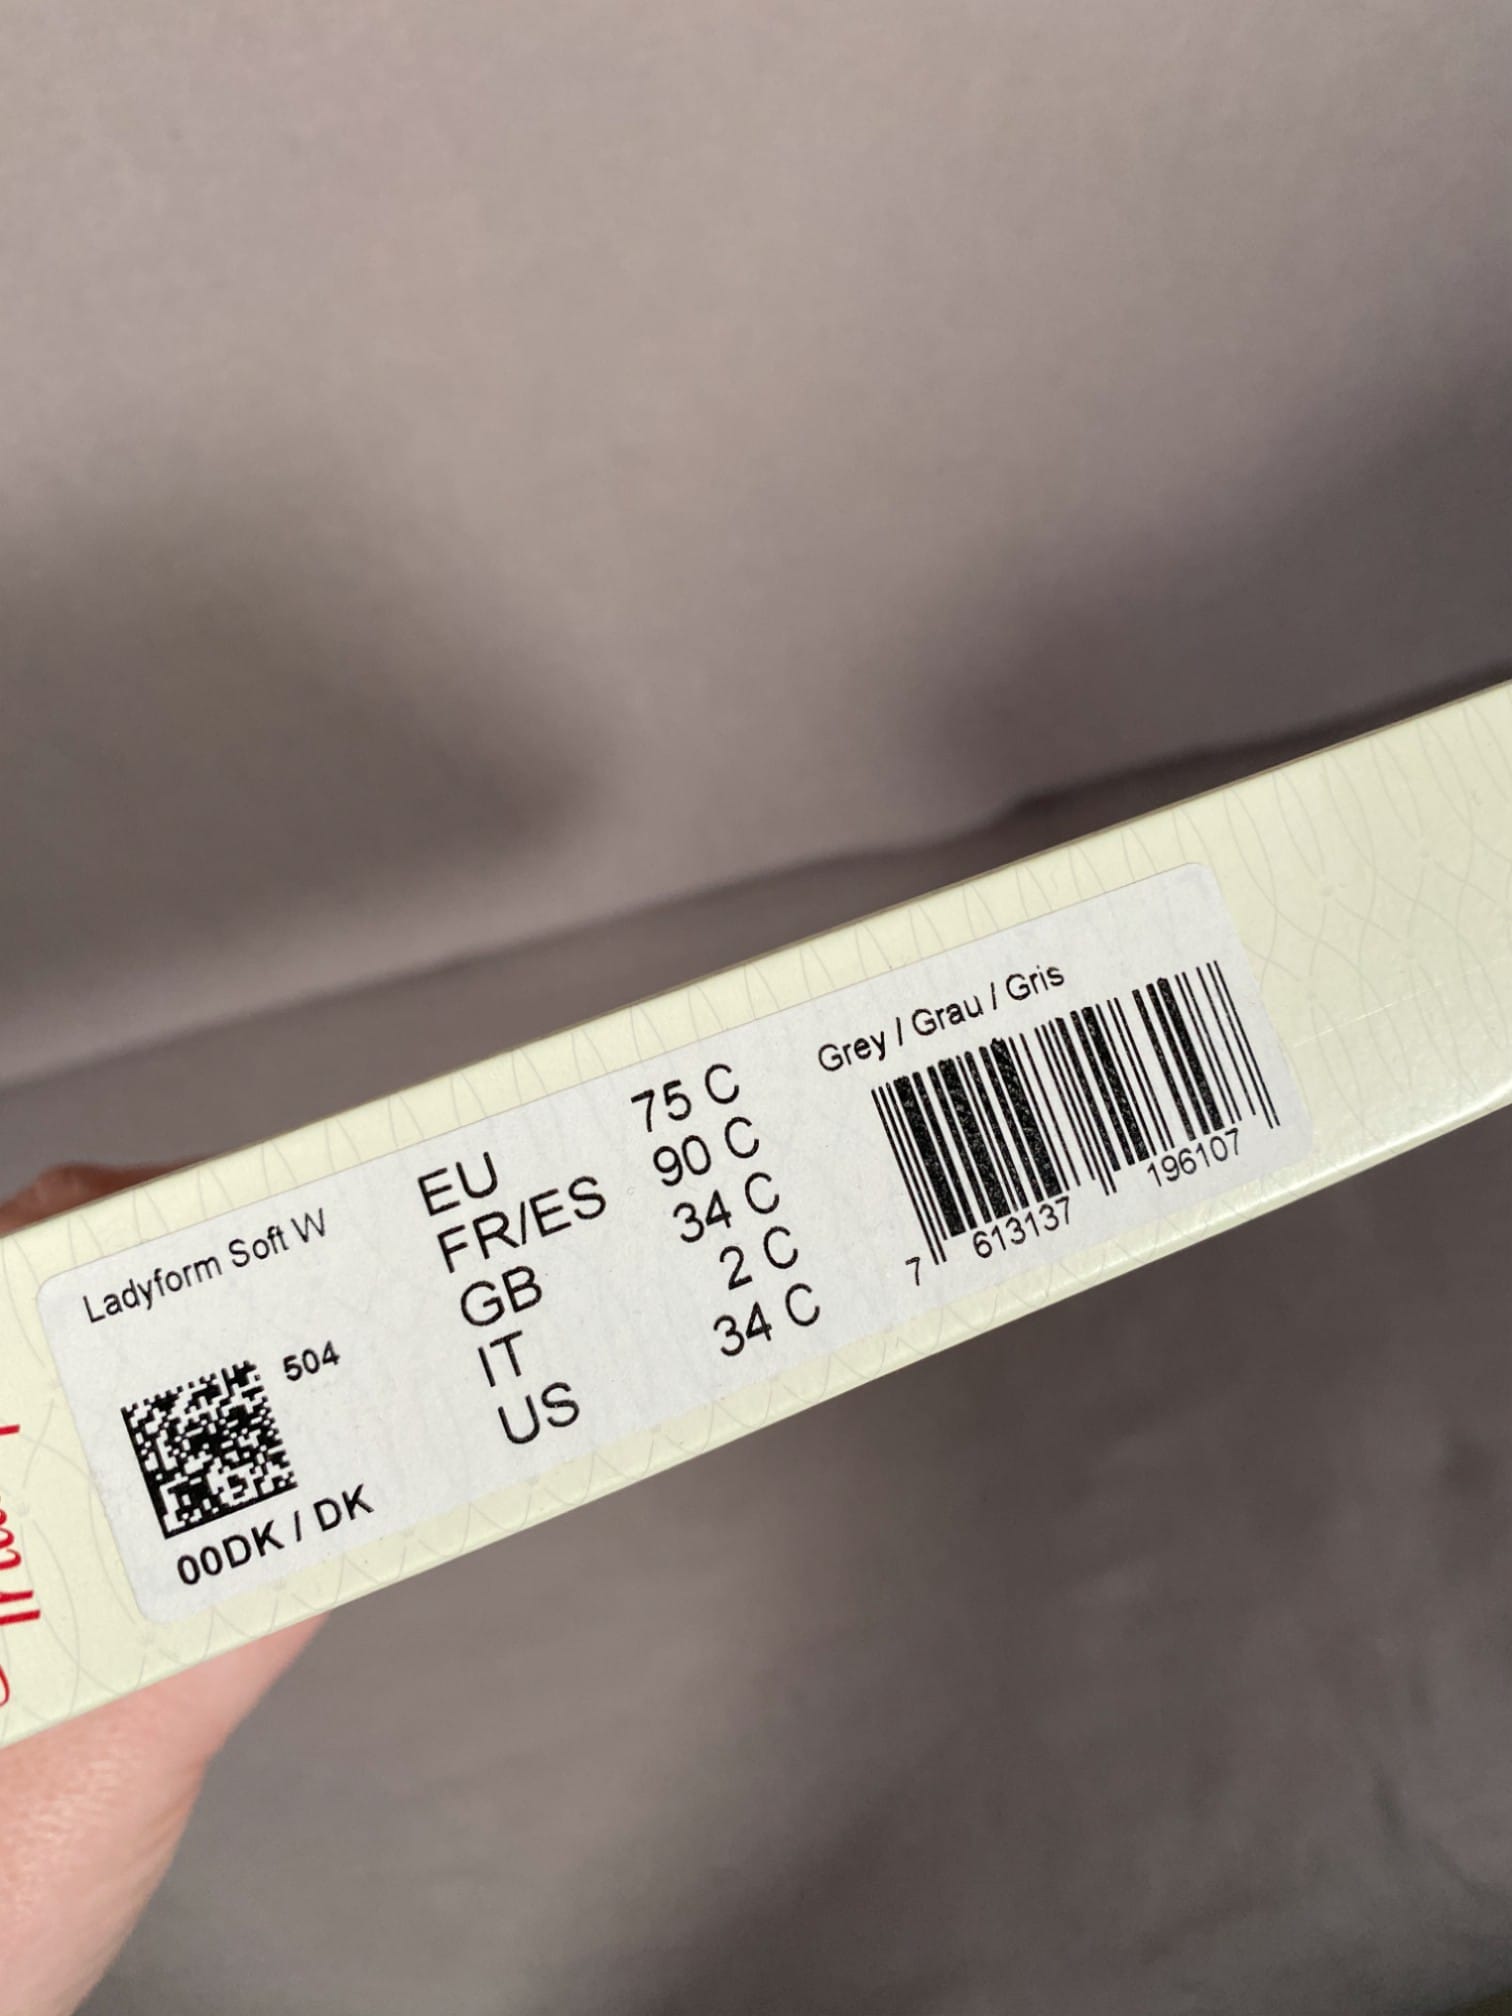 Ladyform Soft W
504
00DK / DK
EU 75 C
FR/ES 90 C
GB 34 C
IT 2 C
US 34 C
Grey / Grau / Gris
7 613137 196107